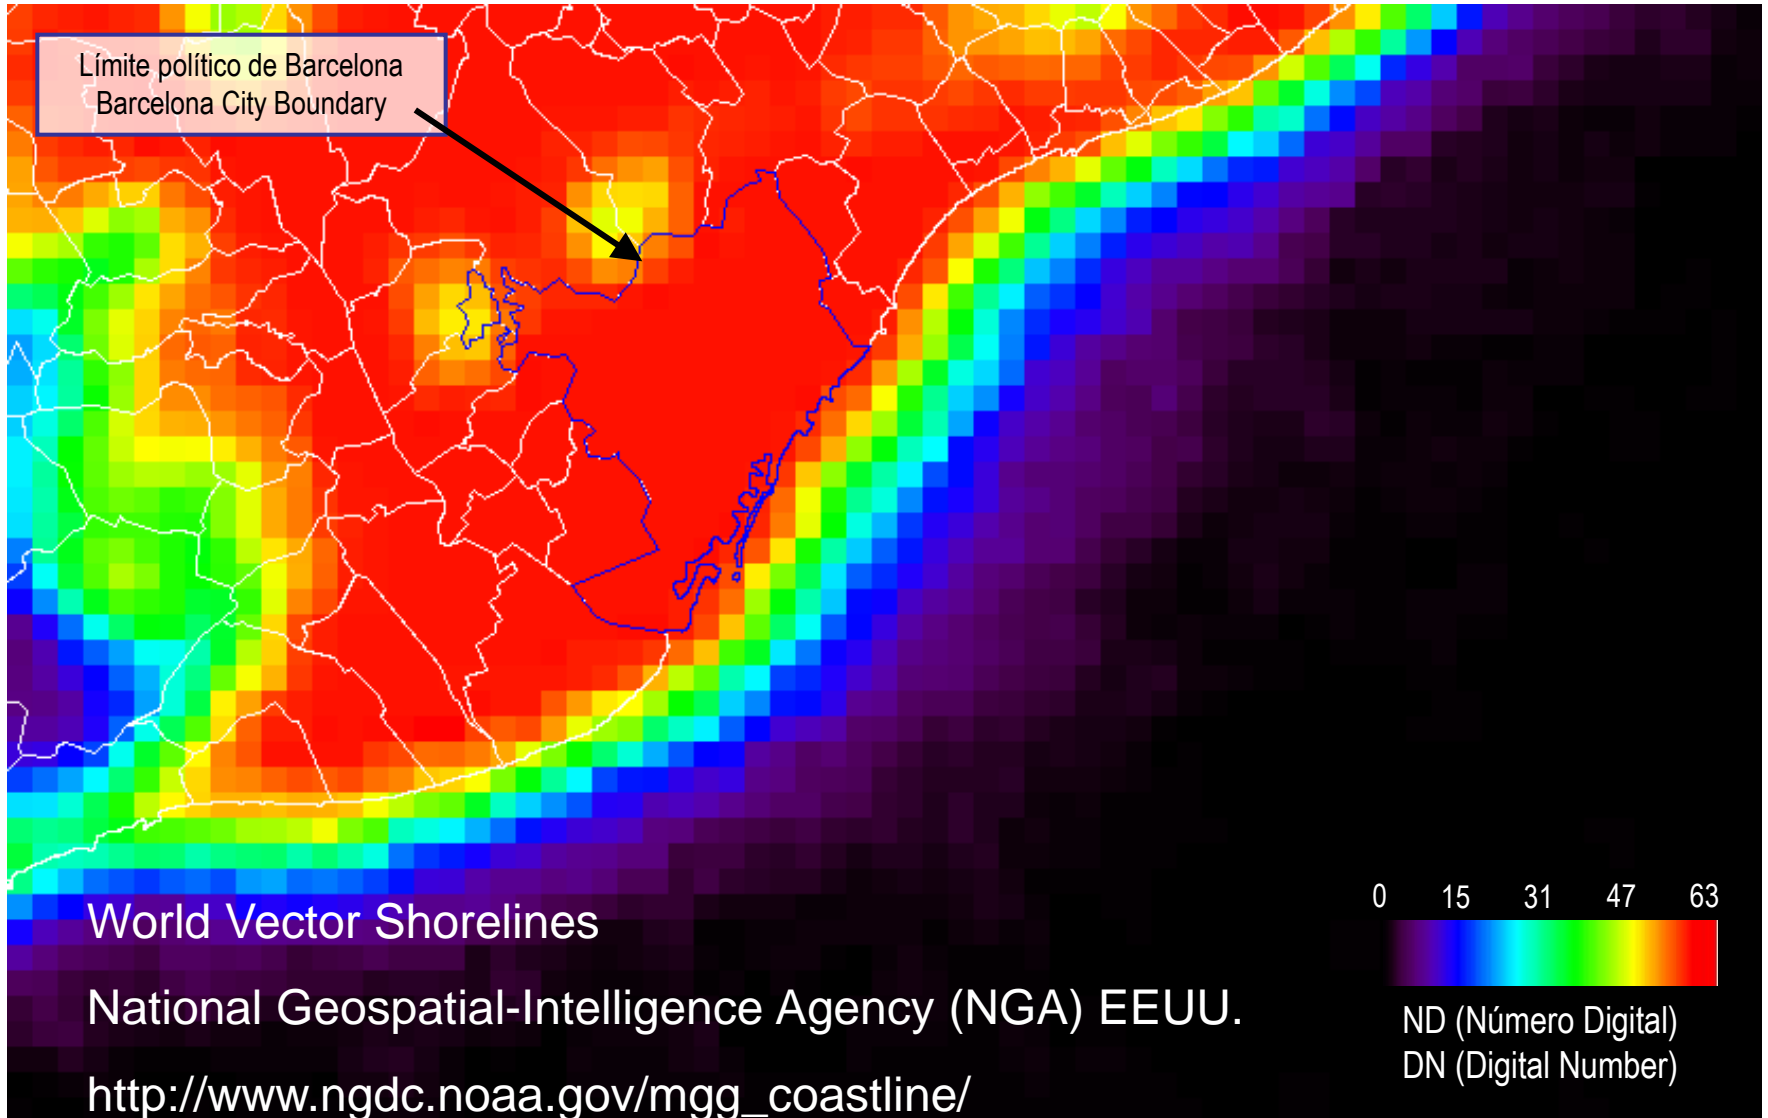 Límite político de Barcelona
Barcelona City Boundary
World Vector Shorelines
National Geospatial-Intelligence Agency (NGA) EEUU.
http://www.ngdc.noaa.gov/mgg_coastline/
0 15 31 47 63
ND (Número Digital)
DN (Digital Number)